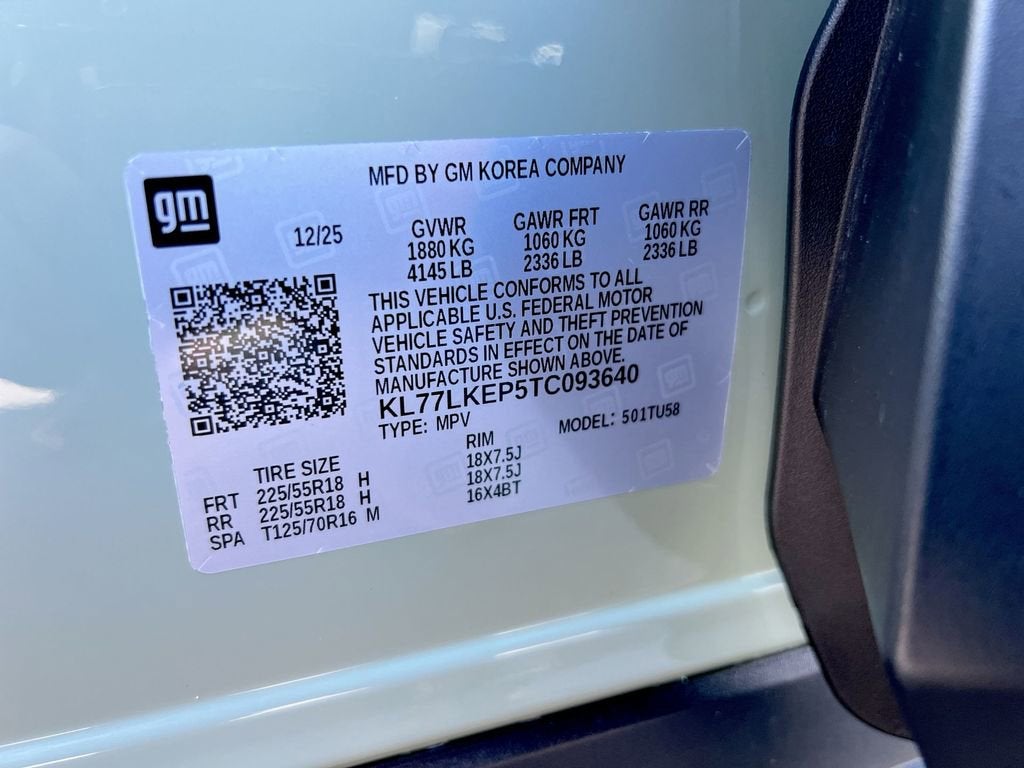 gm
MFD BY GM KOREA COMPANY
12/25
GVWR GAWR FRT GAWR RR
1880 KG 1060 KG 1060 KG
4145 LB 2336 LB 2336 LB
THIS VEHICLE CONFORMS TO ALL
APPLICABLE U.S. FEDERAL MOTOR
VEHICLE SAFETY AND THEFT PREVENTION
STANDARDS IN EFFECT ON THE DATE OF
MANUFACTURE SHOWN ABOVE.
KL77LKEP5TC093640
TYPE: MPV MODEL: 501TU58
TIRE SIZE RIM
FRT 225/55R18 H 18X7.5J
RR 225/55R18 H 18X7.5J
SPA T125/70R16 M 16X4BT